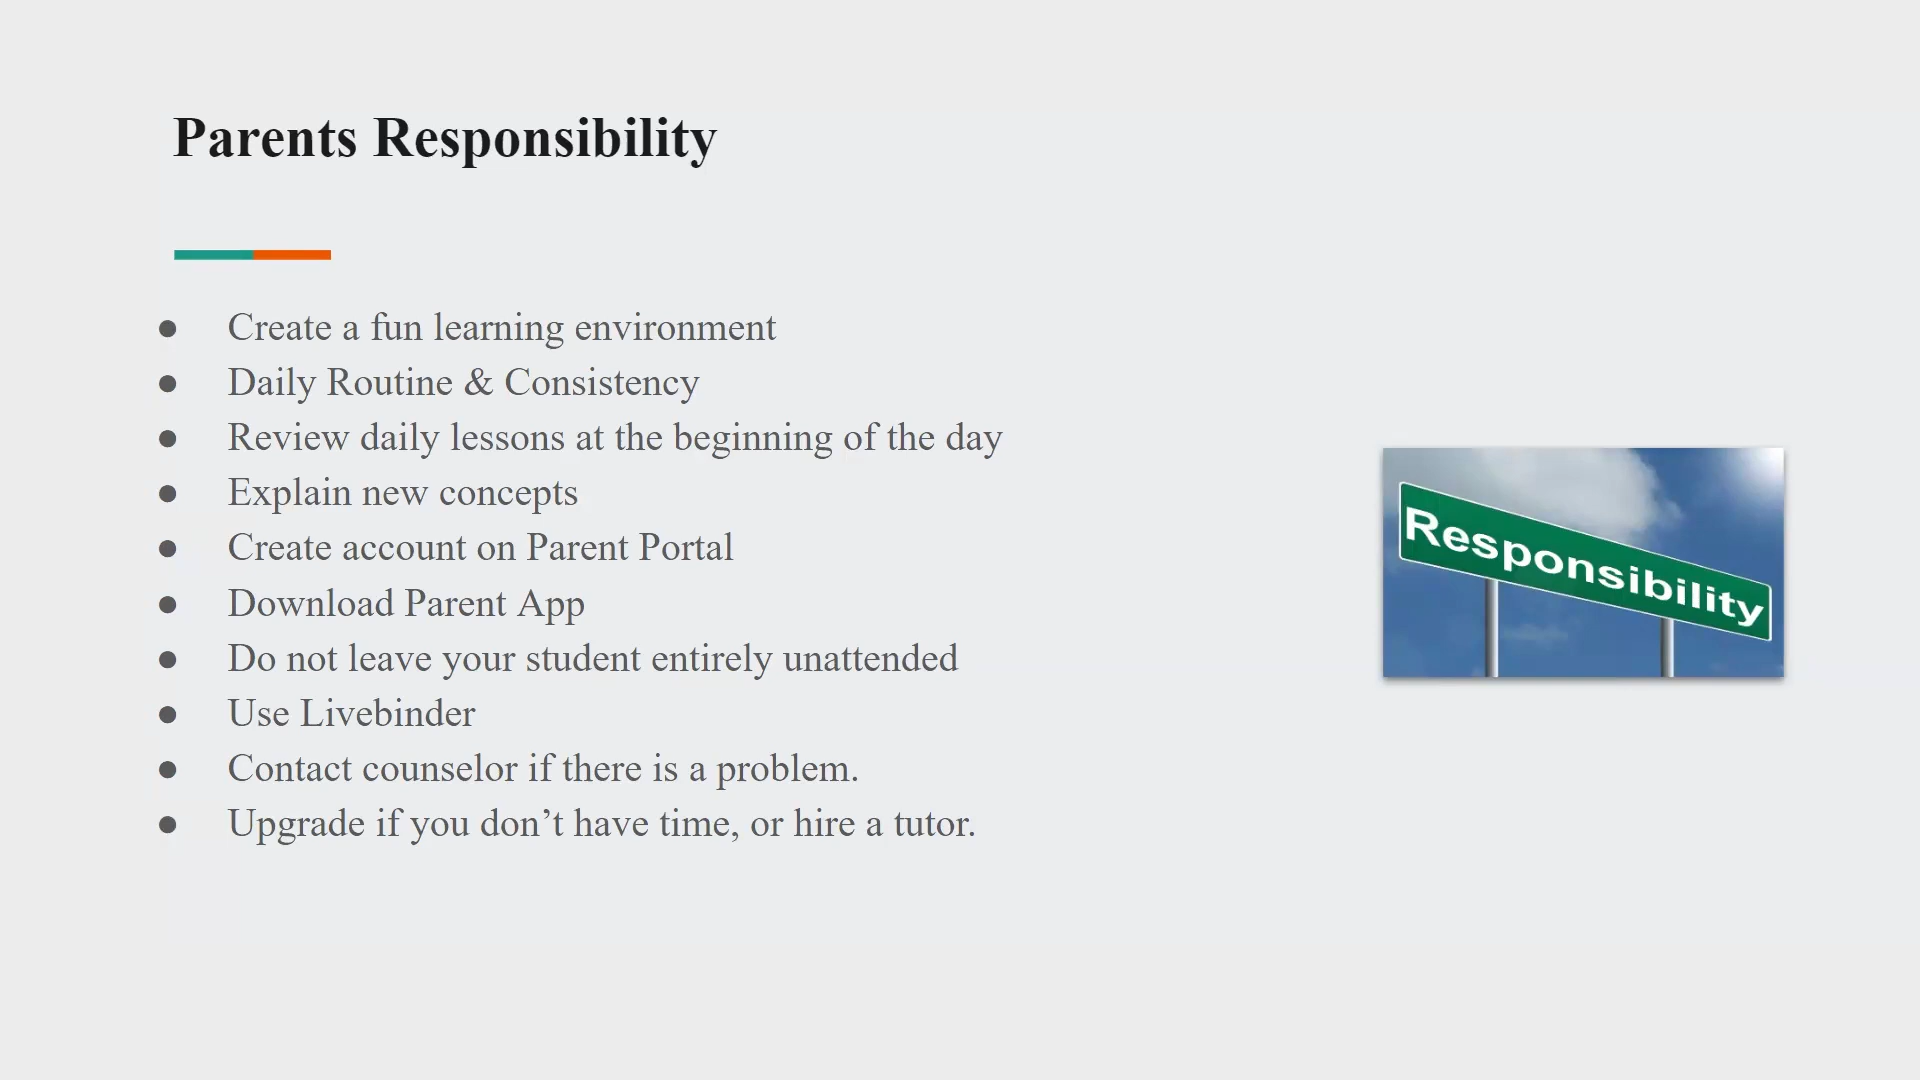 Parents Responsibility
● Create a fun learning environment
● Daily Routine & Consistency
● Review daily lessons at the beginning of the day
● Explain new concepts
● Create account on Parent Portal
● Download Parent App
● Do not leave your student entirely unattended
● Use Livebinder
● Contact counselor if there is a problem.
● Upgrade if you don’t have time, or hire a tutor.
Responsibility